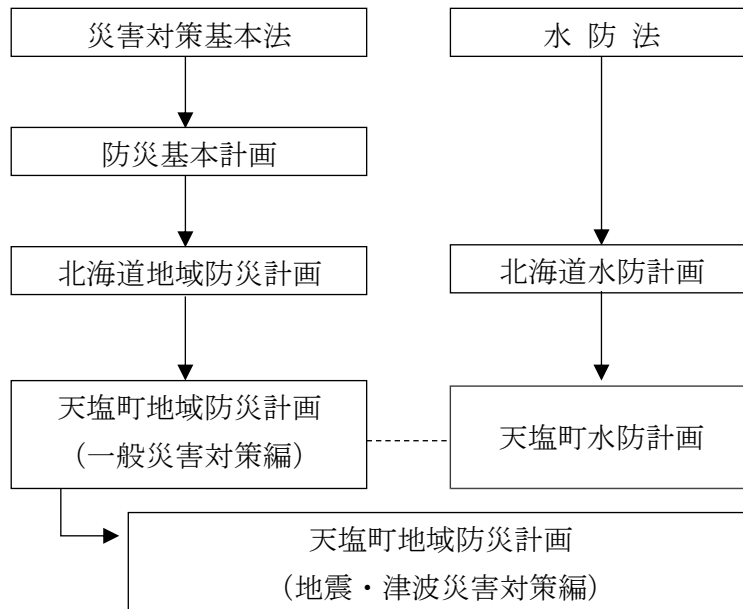 災害対策基本法
水 防 法
防災基本計画
北海道地域防災計画
北海道水防計画
天塩町地域防災計画
（一般災害対策編）
天塩町水防計画
天塩町地域防災計画
（地震・津波災害対策編）